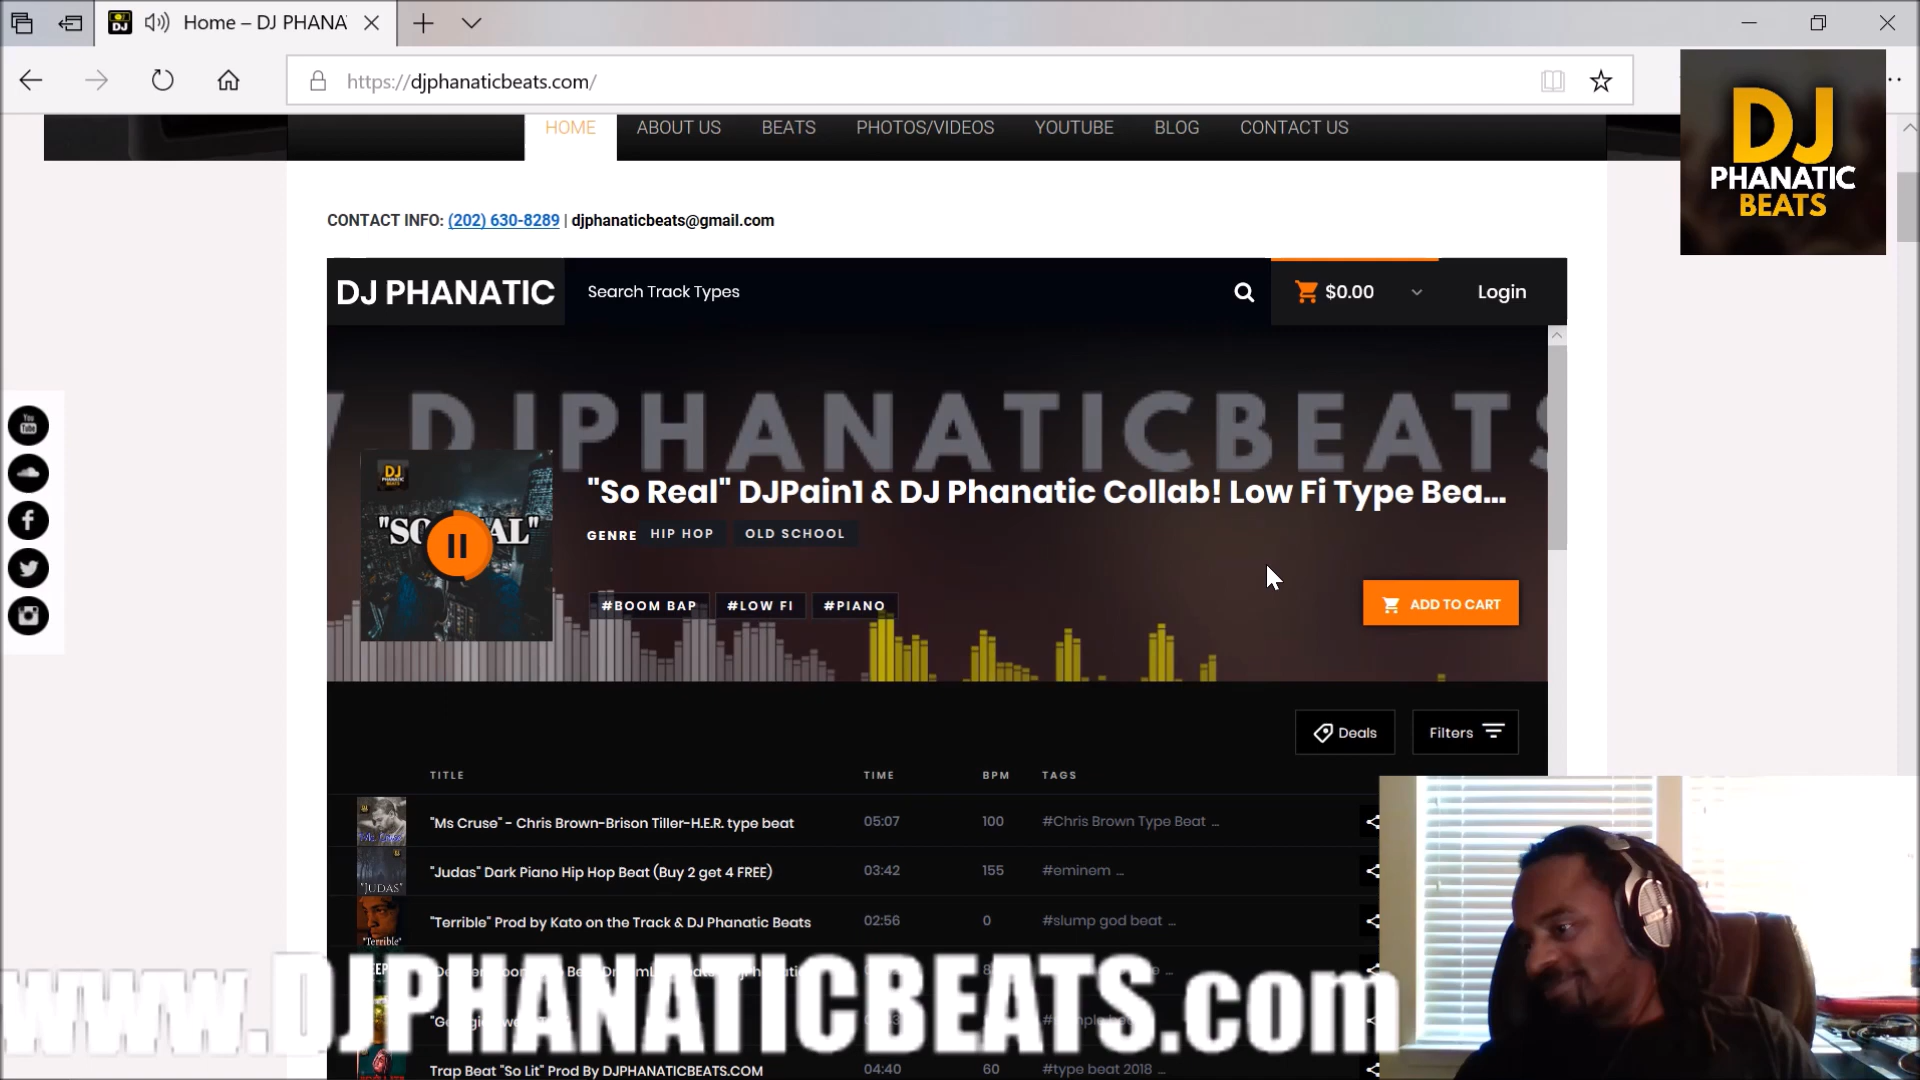 Home – DJ PHANA
https://djphanaticbeats.com/
HOME ABOUT US BEATS PHOTOS/VIDEOS YOUTUBE BLOG CONTACT US
DJ
PHANATIC
BEATS
CONTACT INFO: (202) 630-8289 | djphanaticbeats@gmail.com
DJ PHANATIC Search Track Types $0.00 Login
DJPHANATICBEATS
"So Real" DJPain1 & DJ Phanatic Collab! Low Fi Type Bea...
GENRE HIP HOP OLD SCHOOL
#BOOM BAP #LOW FI #PIANO
ADD TO CART
Deals Filters
TITLE TIME BPM TAGS
"Ms Cruse" - Chris Brown-Brison Tiller-H.E.R. type beat 05:07 100 #Chris Brown Type Beat ...
"Judas" Dark Piano Hip Hop Beat (Buy 2 get 4 FREE) 03:42 155 #eminem ...
"JUDAS"
"Terrible" Prod by Kato on the Track & DJ Phanatic Beats 02:56 0 #slump god beat ...
"Terrible"
www.DJPHANATICBEATS.com
Trap Beat "So Lit" Prod By DJPHANATICBEATS.COM 04:40 60 #type beat 2018 ...